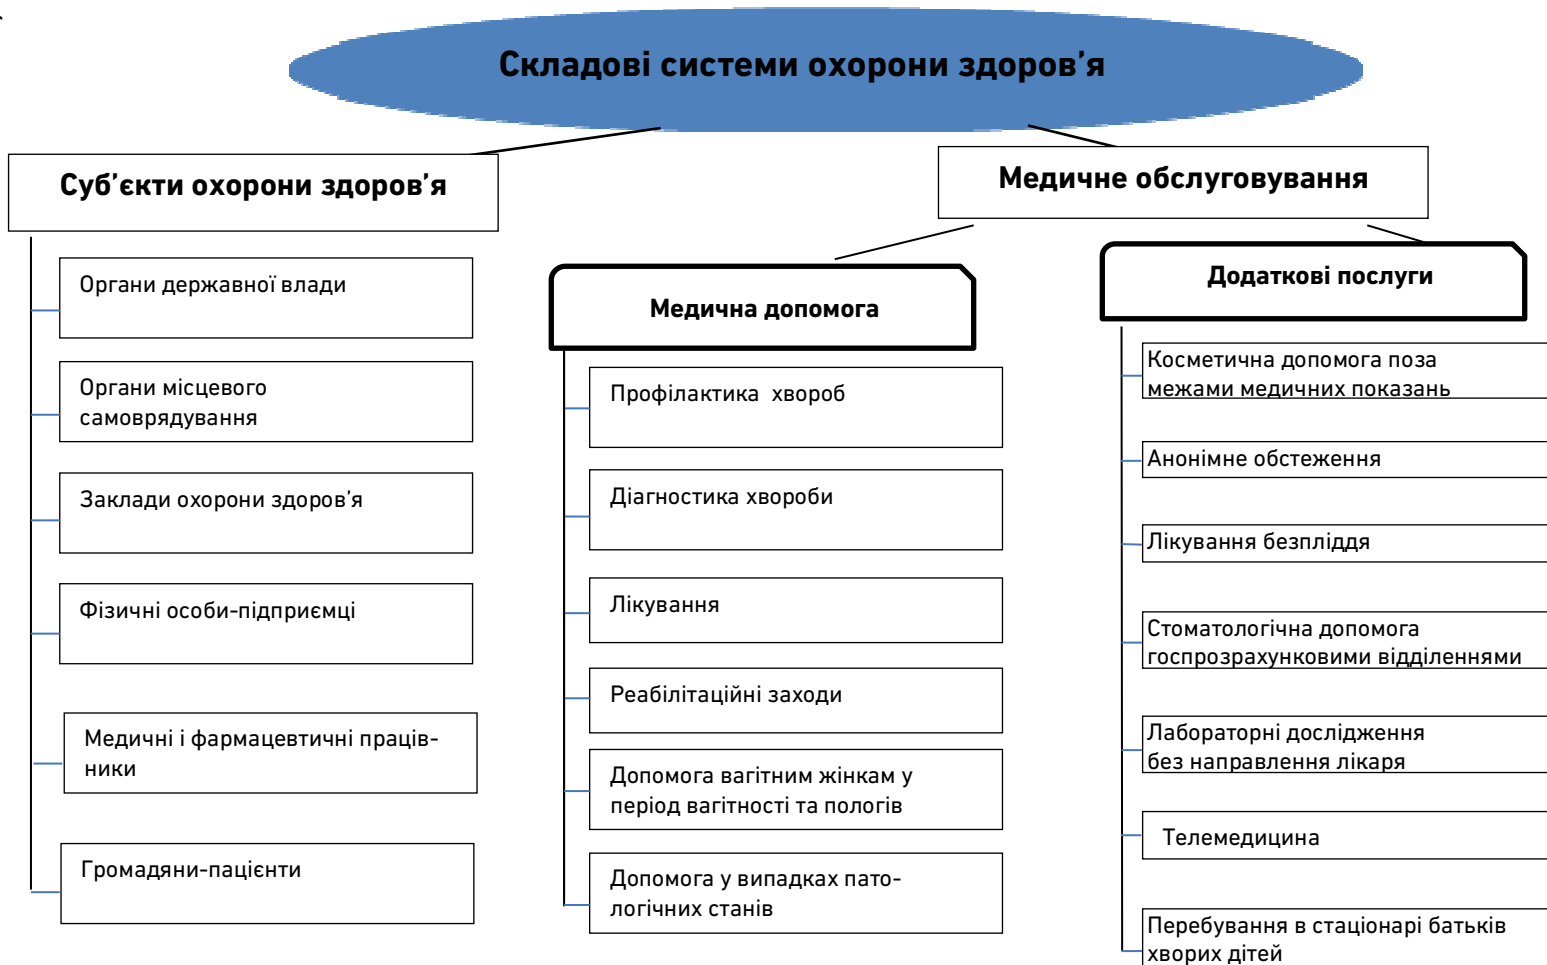 Складові системи охорони здоров’я
Суб’єкти охорони здоров’я
Органи державної влади
Органи місцевого
самоврядування
Заклади охорони здоров’я
Фізичні особи-підприємці
Медичні і фармацевтичні праців-
ники
Громадяни-пацієнти
Медичне обслуговування
Медична допомога
Профілактика хвороб
Діагностика хвороби
Лікування
Реабілітаційні заходи
Допомога вагітним жінкам у
період вагітності та пологів
Допомога у випадках пато-
логічних станів
Додаткові послуги
Косметична допомога поза
межами медичних показань
Анонімне обстеження
Лікування безпліддя
Стоматологічна допомога
госпрозрахунковими відділеннями
Лабораторні дослідження
без направлення лікаря
Телемедицина
Перебування в стаціонарі батьків
хворих дітей